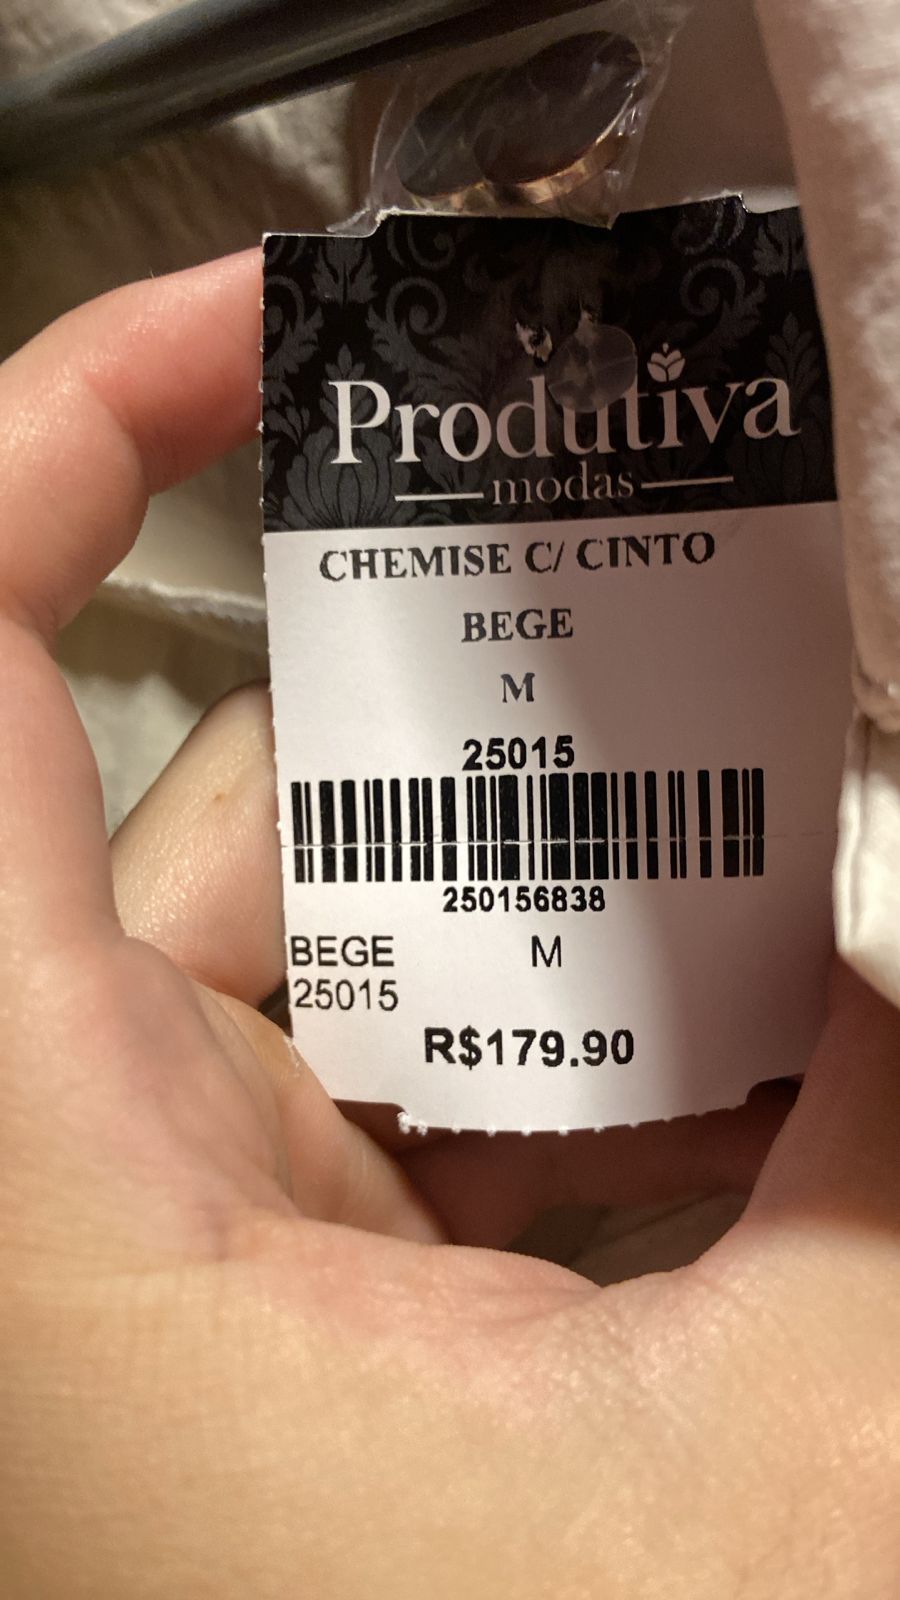 Produtiva
modas
CHEMISE C/ CINTO
BEGE
M
25015
250156838
BEGE M
25015
R$179.90